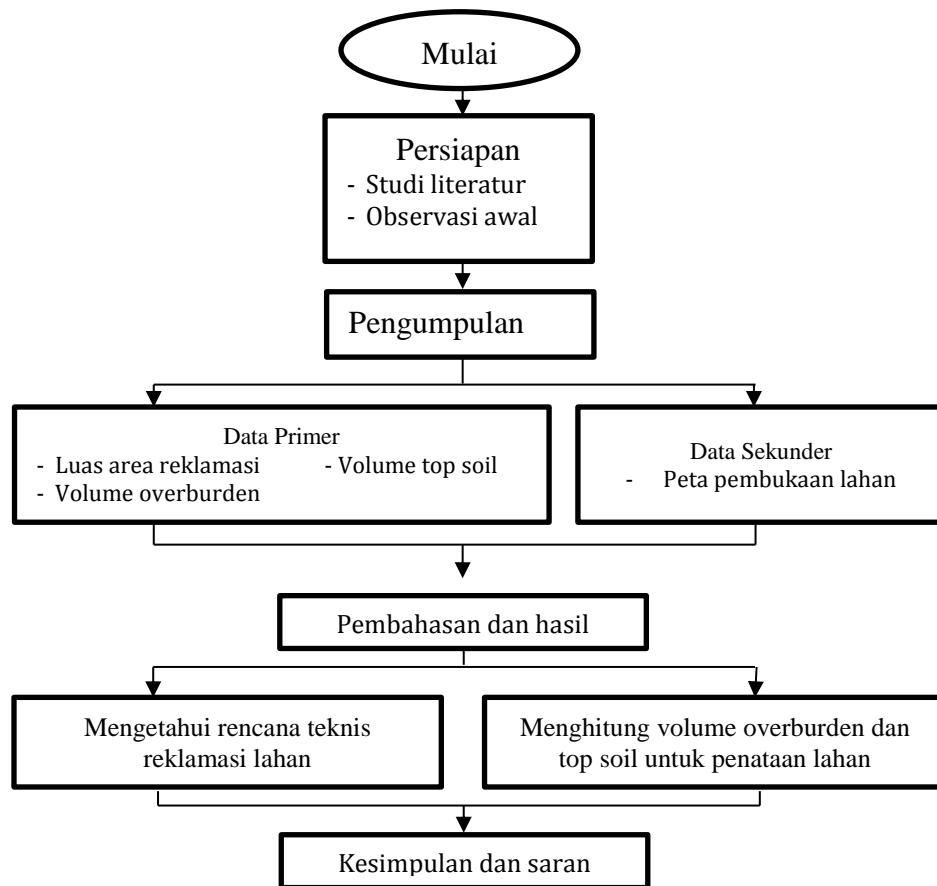 Mulai
Persiapan
- Studi literatur
- Observasi awal
Pengumpulan
Data Primer
- Luas area reklamasi - Volume top soil
- Volume overburden
Data Sekunder
- Peta pembukaan lahan
Pembahasan dan hasil
Mengetahui rencana teknis
reklamasi lahan
Menghitung volume overburden dan
top soil untuk penataan lahan
Kesimpulan dan saran